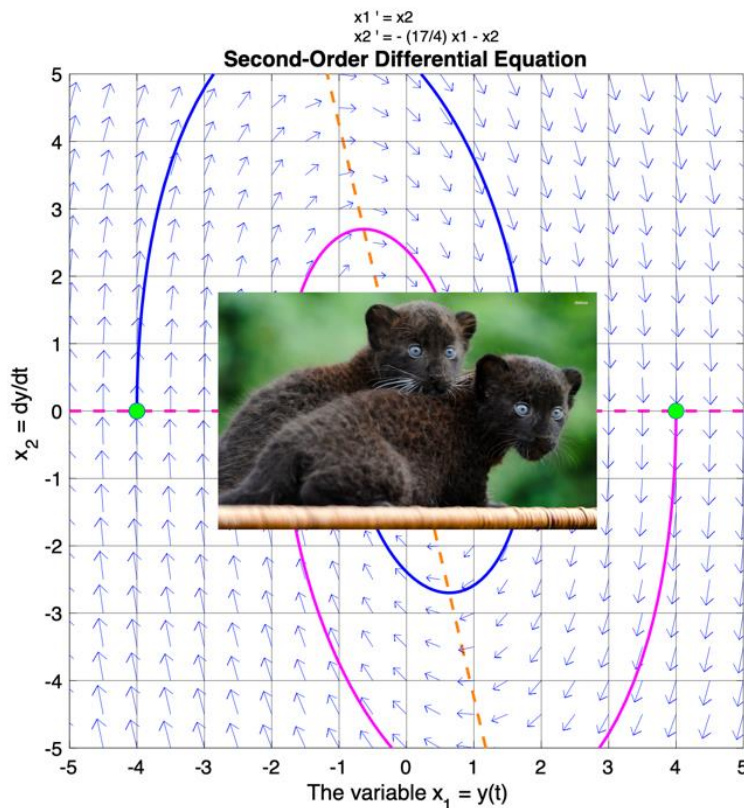 x1 ' = x2
x2 ' = - (17/4) x1 - x2
Second-Order Differential Equation
5
4
3
2
1
0
-1
-2
-3
-4
-5
x2 = dy/dt
-5 -4 -3 -2 -1 0 1 2 3 4 5
The variable x1 = y(t)